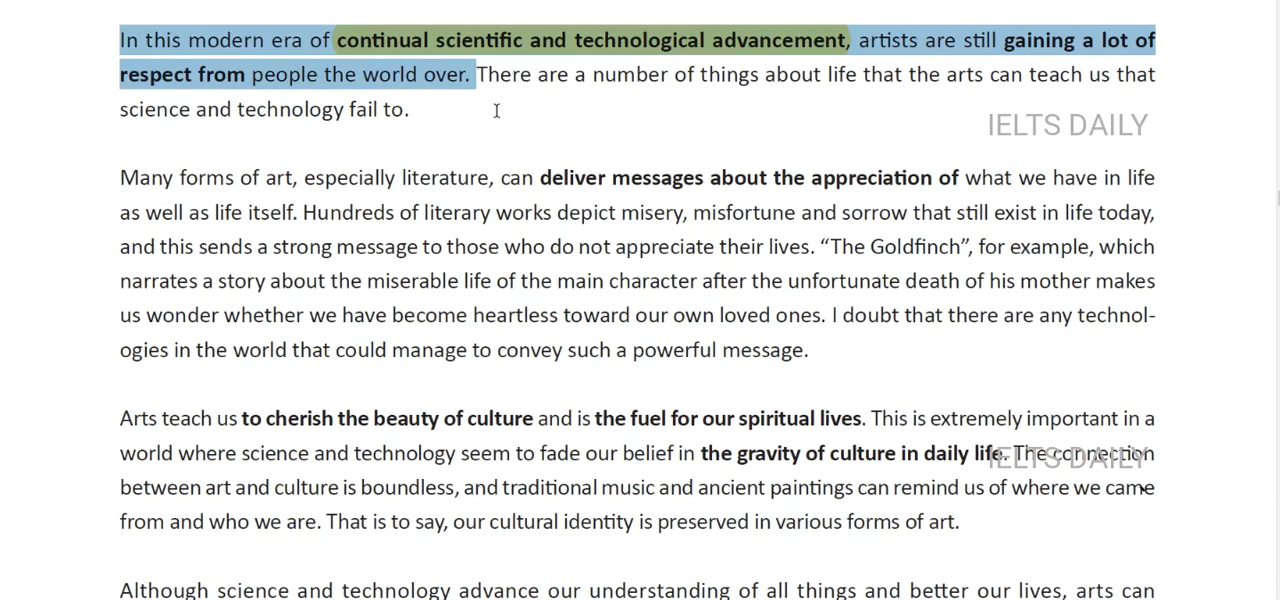 In this modern era of continual scientific and technological advancement, artists are still gaining a lot of
respect from people the world over. There are a number of things about life that the arts can teach us that
science and technology fail to.
IELTS DAILY
Many forms of art, especially literature, can deliver messages about the appreciation of what we have in life
as well as life itself. Hundreds of literary works depict misery, misfortune and sorrow that still exist in life today,
and this sends a strong message to those who do not appreciate their lives. “The Goldfinch”, for example, which
narrates a story about the miserable life of the main character after the unfortunate death of his mother makes
us wonder whether we have become heartless toward our own loved ones. I doubt that there are any technol-
ogies in the world that could manage to convey such a powerful message.
Arts teach us to cherish the beauty of culture and is the fuel for our spiritual lives. This is extremely important in a
world where science and technology seem to fade our belief in the gravity of culture in daily life. The connection
IELTS DAILY
between art and culture is boundless, and traditional music and ancient paintings can remind us of where we came
from and who we are. That is to say, our cultural identity is preserved in various forms of art.
Although science and technology advance our understanding of all things and better our lives, arts can